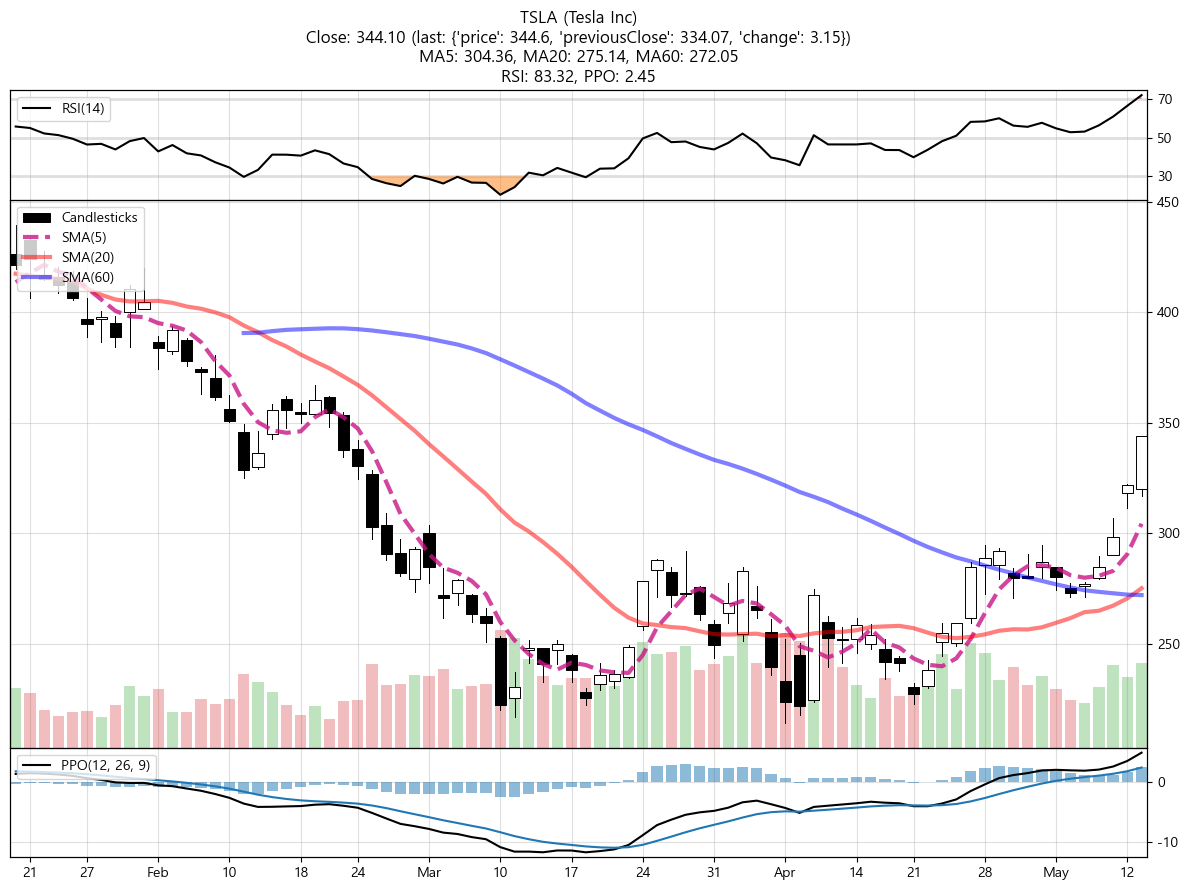 TSLA (Tesla Inc)
Close: 344.10 (last: {'price': 344.6, 'previousClose': 334.07, 'change': 3.15})
MA5: 304.36, MA20: 275.14, MA60: 272.05
RSI: 83.32, PPO: 2.45
RSI(14)
70
50
30
Candlesticks
SMA(5)
SMA(20)
SMA(60)
450
400
350
300
250
PPO(12, 26, 9)
0
-10
21 27 Feb 10 18 24 Mar 10 17 24 31 Apr 14 21 28 May 12